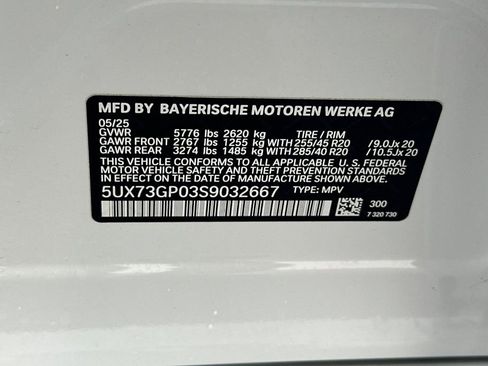 MFD BY BAYERISCHE MOTOREN WERKE AG
05/25
GVWR 5776 lbs 2620 kg TIRE / RIM
GAWR FRONT 2767 lbs 1255 kg WITH 255/45 R20 /9.0Jx 20
GAWR REAR 3274 lbs 1485 kg WITH 285/40 R20 /10.5Jx 20
THIS VEHICLE CONFORMS TO ALL APPLICABLE U. S. FEDERAL
MOTOR VEHICLE SAFETY AND THEFT PREVENTION STANDARDS
IN EFFECT ON THE DATE OF MANUFACTURE SHOWN ABOVE.
5UX73GP03S9032667 TYPE: MPV
300
7 320 730